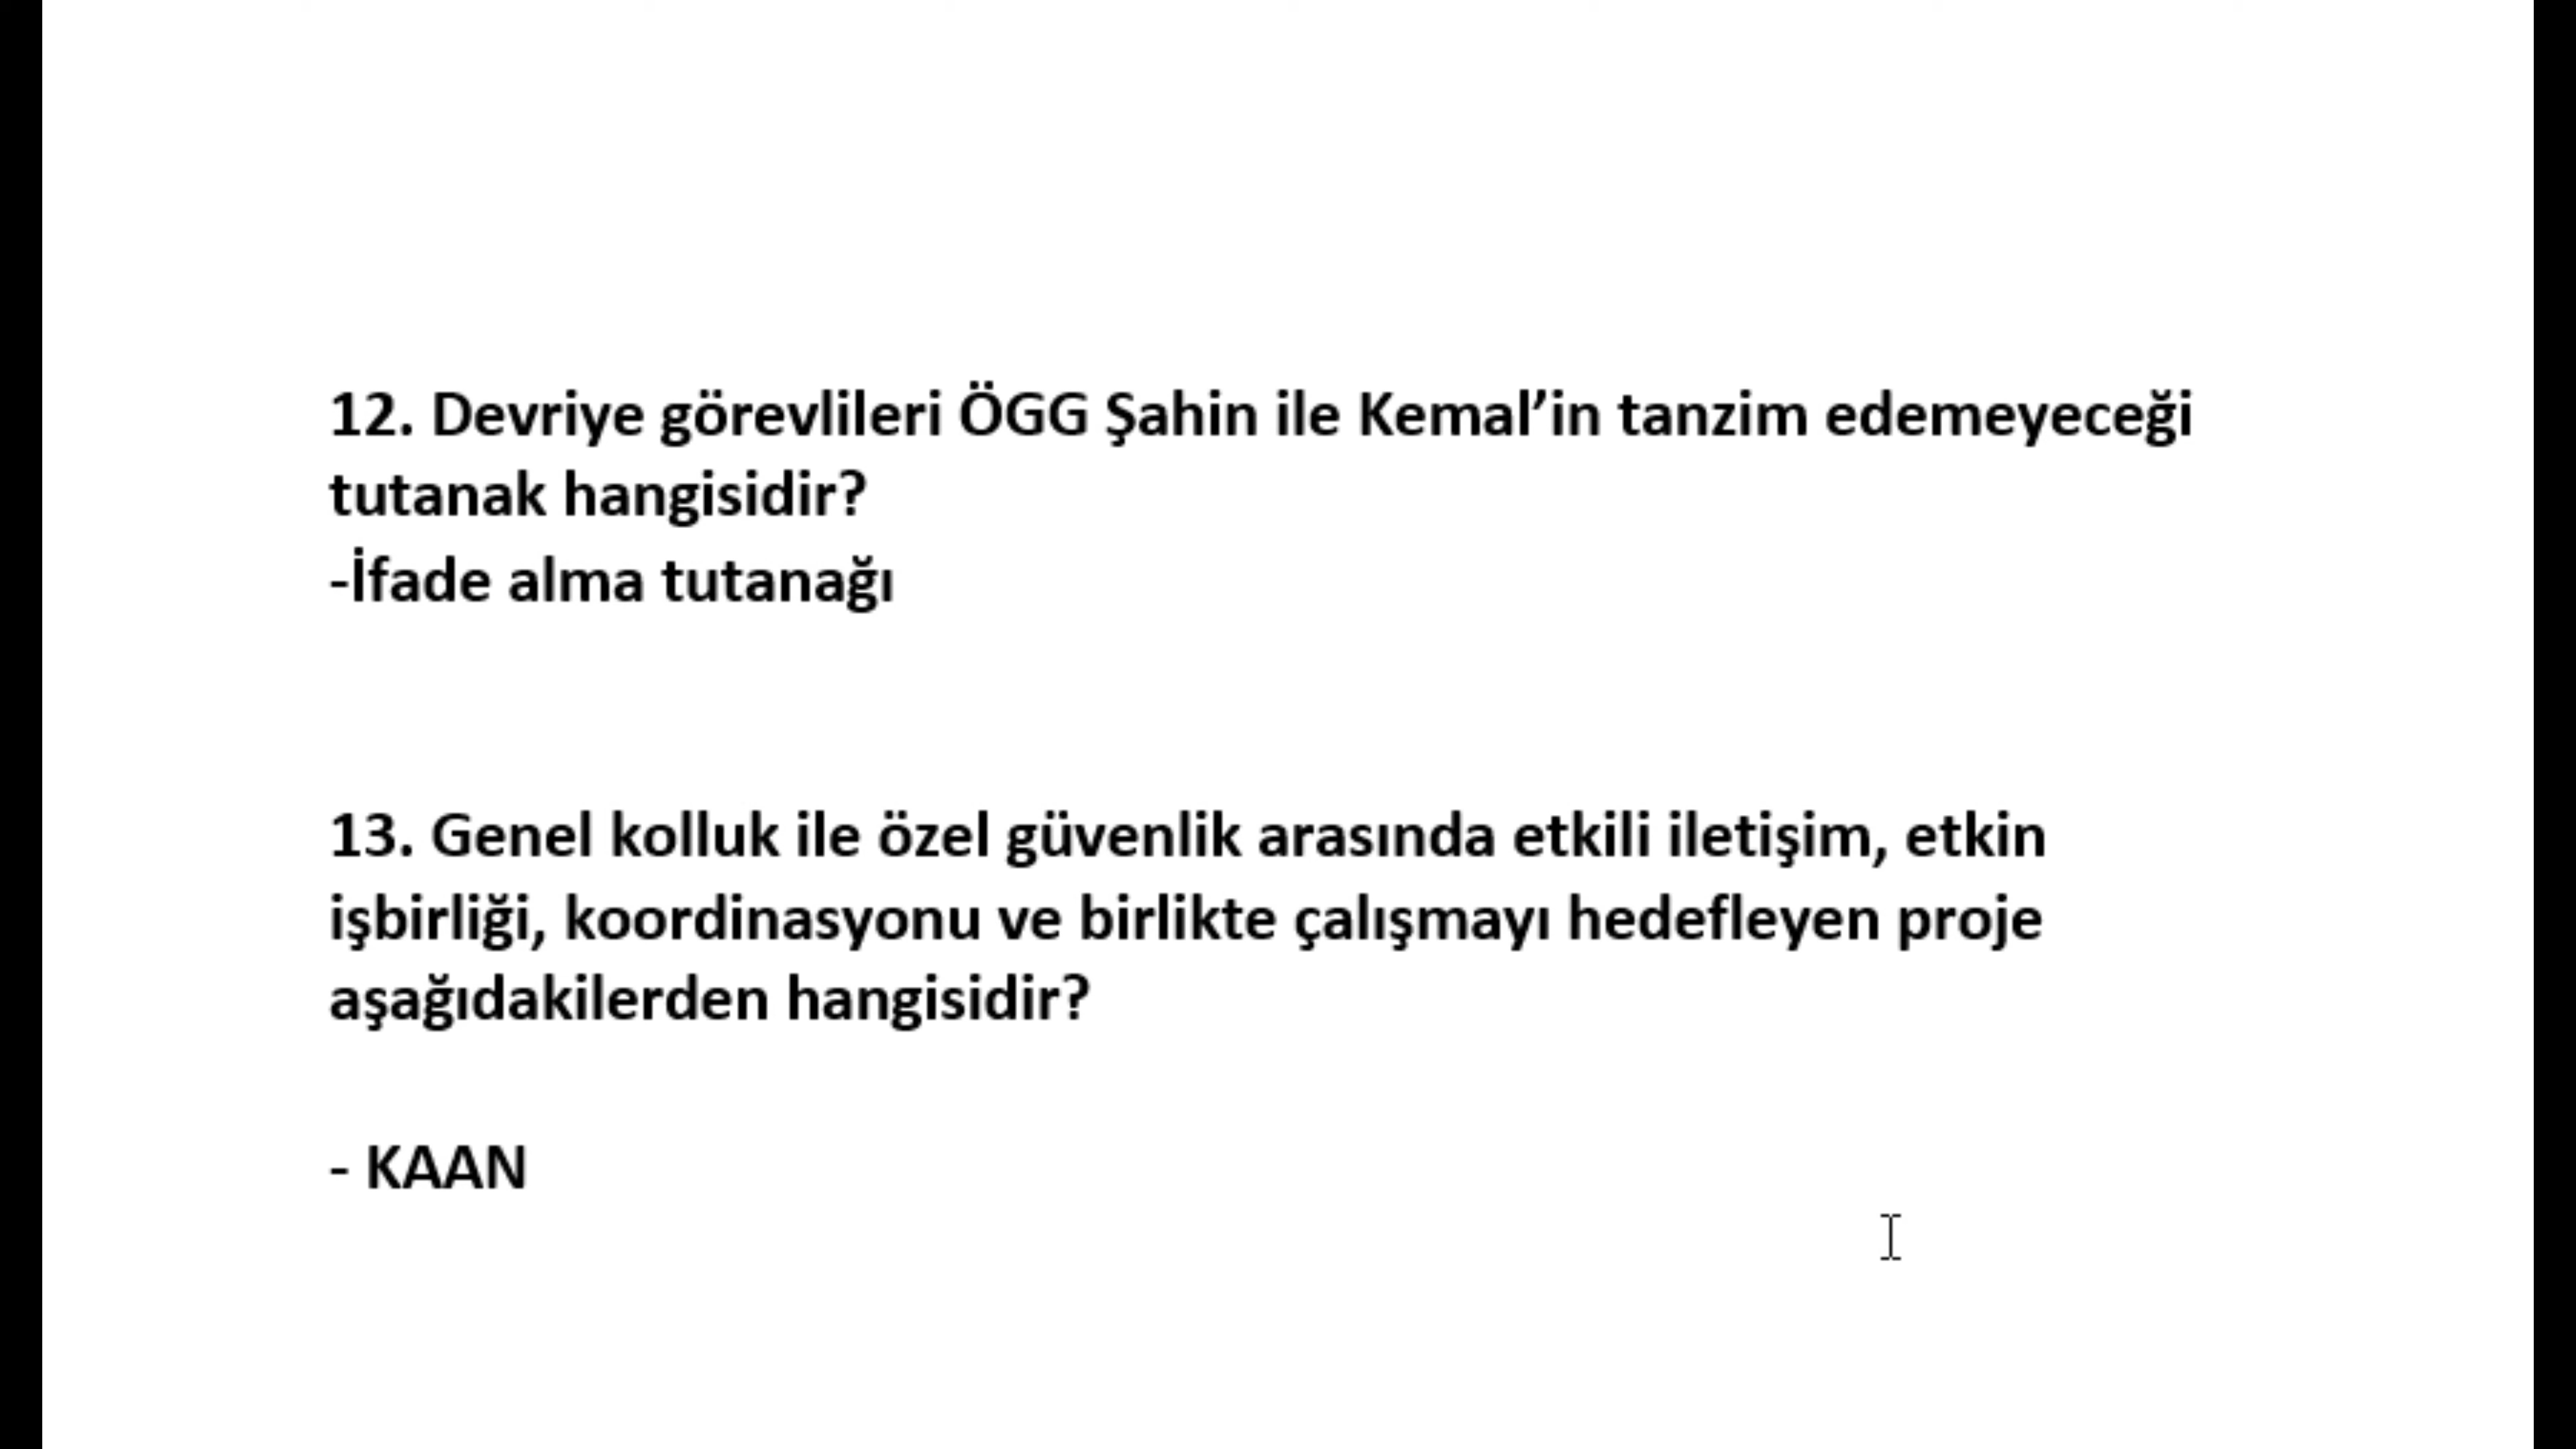 12. Devriye görevlileri ÖGG Şahin ile Kemal’in tanzim edemeyeceği
tutanak hangisidir?
-İfade alma tutanağı
13. Genel kolluk ile özel güvenlik arasında etkili iletişim, etkin
işbirliği, koordinasyonu ve birlikte çalışmayı hedefleyen proje
aşağıdakilerden hangisidir?
- KAAN